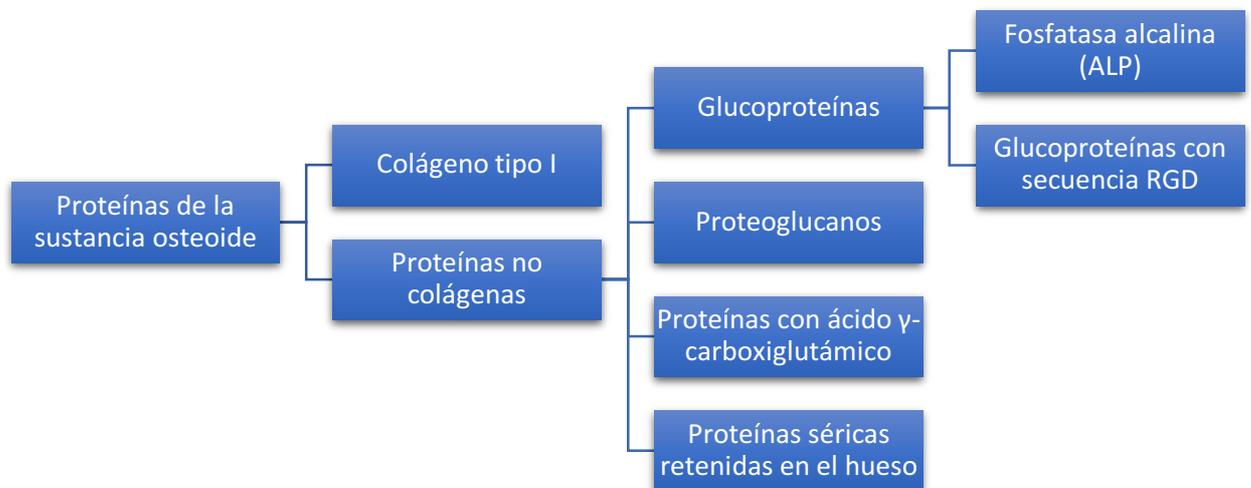 Proteínas de la
sustancia osteoide
Colágeno tipo I
Proteínas no
colágenas
Glucoproteínas
Fosfatasa alcalina
(ALP)
Glucoproteínas con
secuencia RGD
Proteoglucanos
Proteínas con ácido γ-
carboxiglutámico
Proteínas séricas
retenidas en el hueso